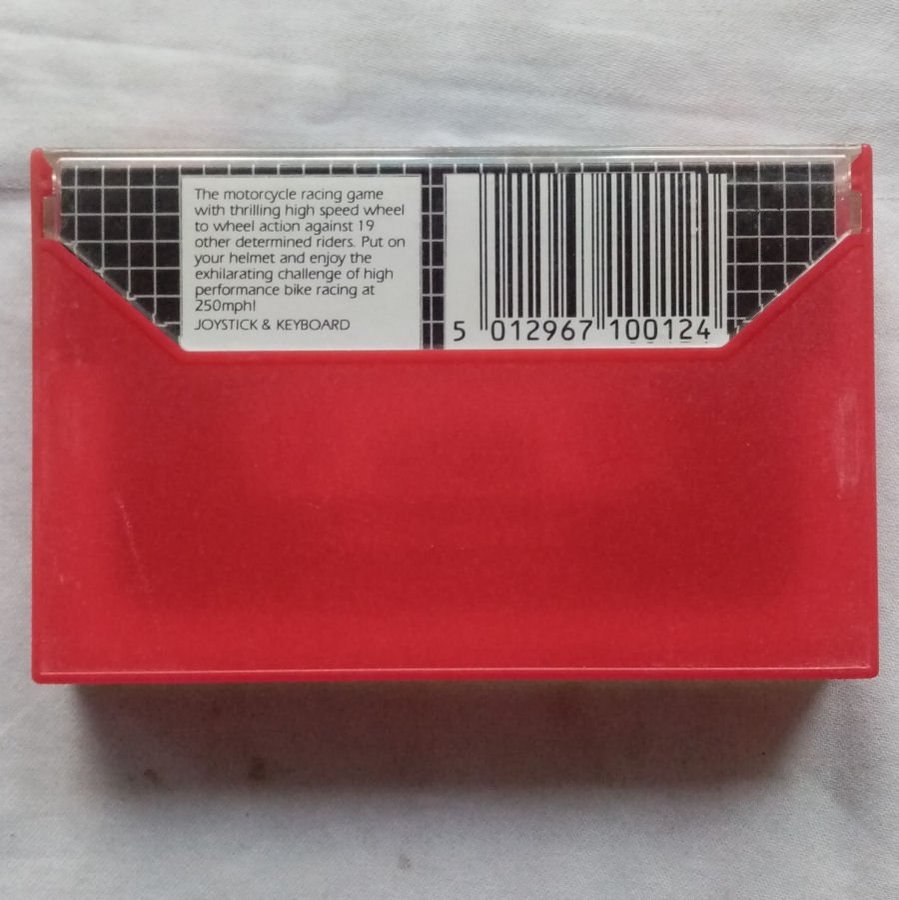 The motorcycle racing game
with thrilling high speed wheel
to wheel action against 19
other determined riders. Put on
your helmet and enjoy the
exhilarating challenge of high
performance bike racing at
250mph!
JOYSTICK & KEYBOARD
5 012967 100124